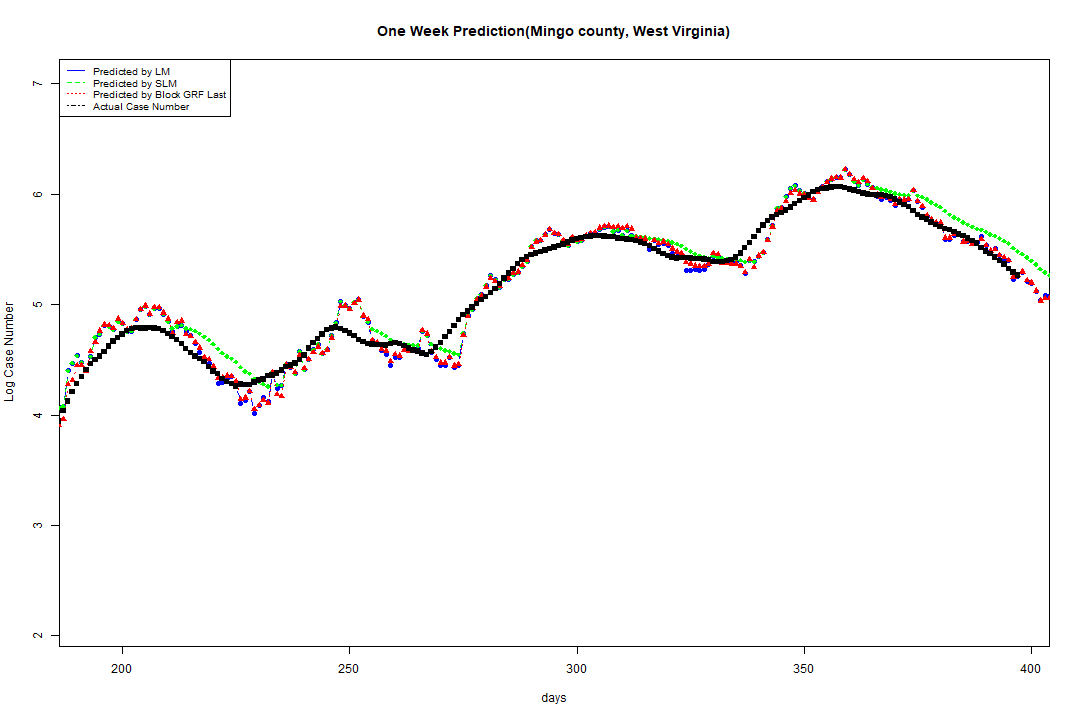 One Week Prediction(Mingo county, West Virginia)
Predicted by LM
Predicted by SLM
Predicted by Block GRF Last
Actual Case Number
7
6
5
4
3
2
Log Case Number
200 250 300 350 400
days